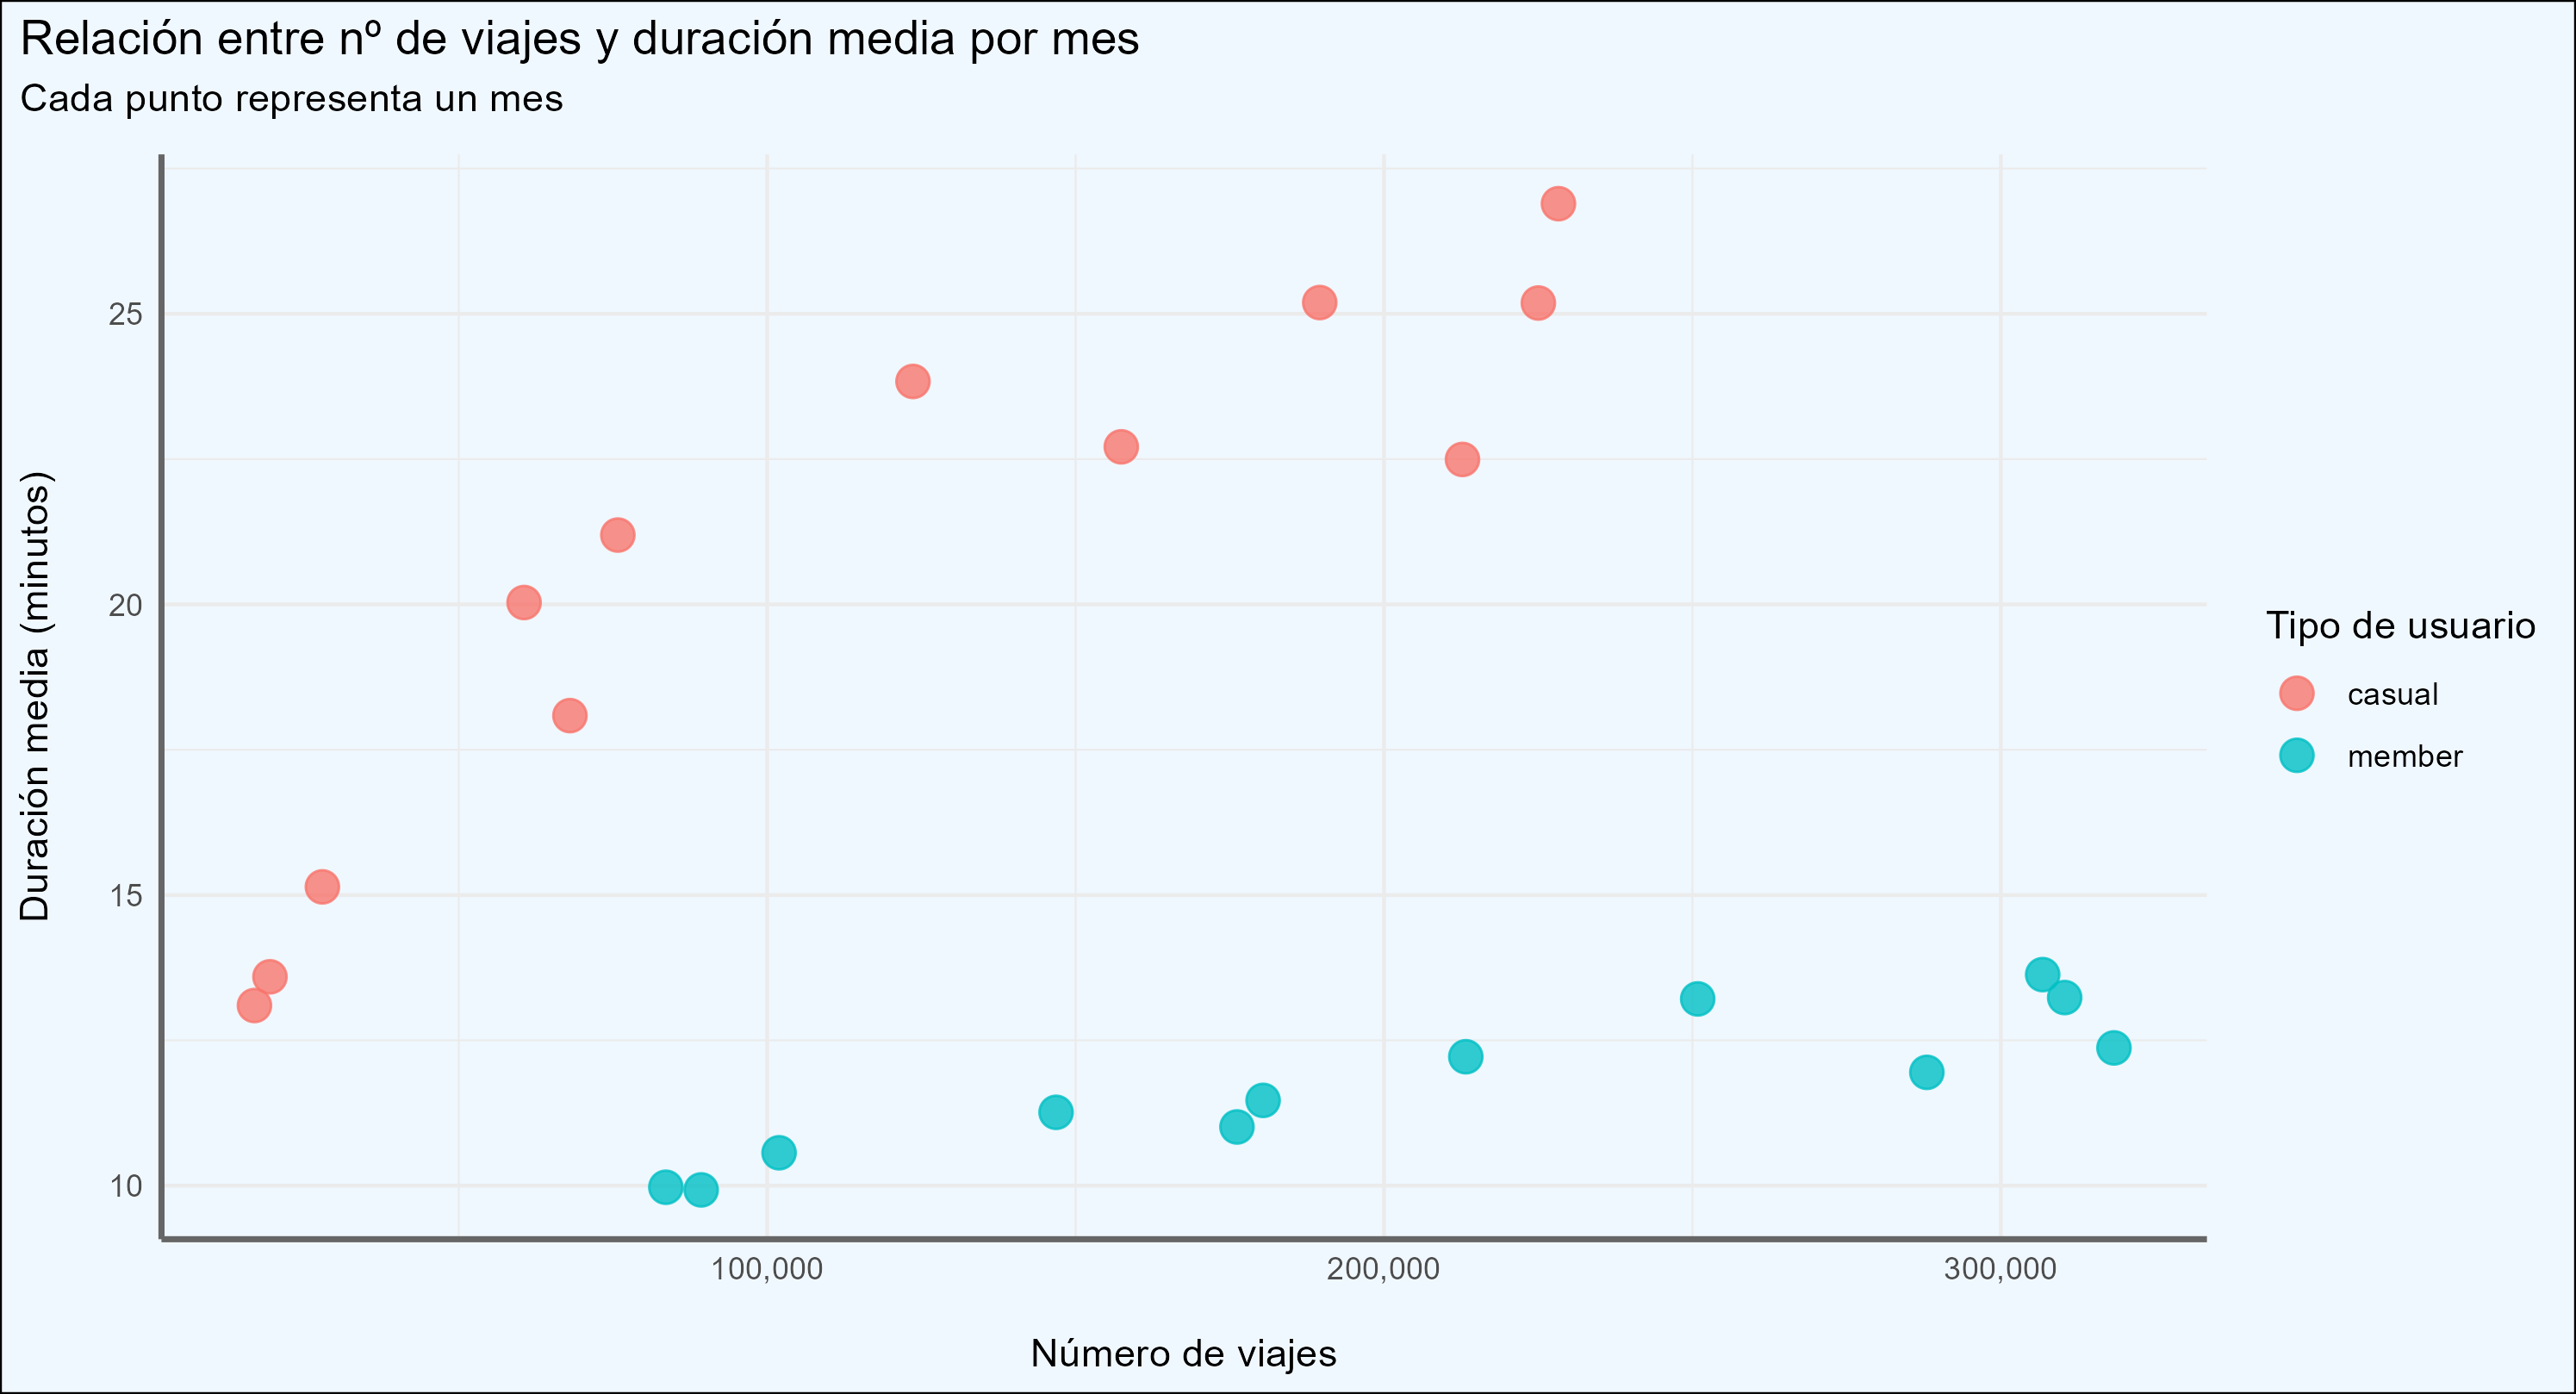 Relación entre nº de viajes y duración media por mes
Cada punto representa un mes
Duración media (minutos)
25
20
15
10
100,000
200,000
300,000
Número de viajes
Tipo de usuario
casual
member